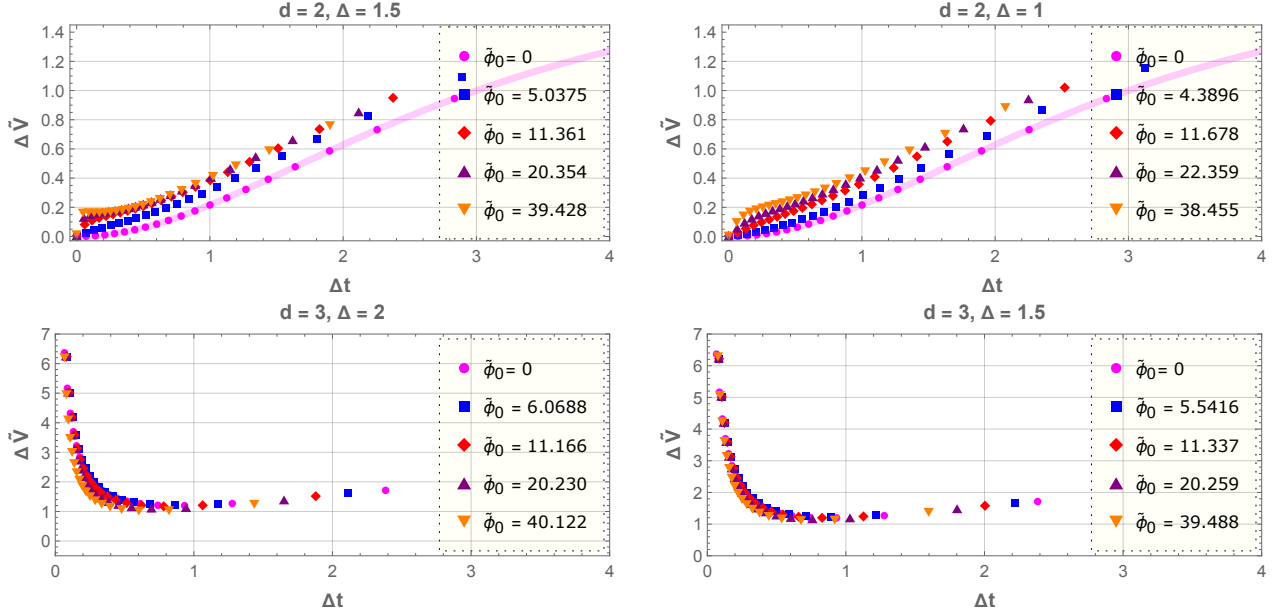 d = 2, Δ = 1.5
Δ Ṽ
1.4
1.2
1.0
0.8
0.6
0.4
0.2
0.0
ϕ̃₀ = 0
ϕ̃₀ = 5.0375
ϕ̃₀ = 11.361
ϕ̃₀ = 20.354
ϕ̃₀ = 39.428
0 1 2 3 4
Δt
d = 2, Δ = 1
Δ Ṽ
1.4
1.2
1.0
0.8
0.6
0.4
0.2
0.0
ϕ̃₀ = 0
ϕ̃₀ = 4.3896
ϕ̃₀ = 11.678
ϕ̃₀ = 22.359
ϕ̃₀ = 38.455
0 1 2 3 4
Δt
d = 3, Δ = 2
Δ Ṽ
7
6
5
4
3
2
1
0
ϕ̃₀ = 0
ϕ̃₀ = 6.0688
ϕ̃₀ = 11.166
ϕ̃₀ = 20.230
ϕ̃₀ = 40.122
0 1 2 3 4
Δt
d = 3, Δ = 1.5
Δ Ṽ
7
6
5
4
3
2
1
0
ϕ̃₀ = 0
ϕ̃₀ = 5.5416
ϕ̃₀ = 11.337
ϕ̃₀ = 20.259
ϕ̃₀ = 39.488
0 1 2 3 4
Δt